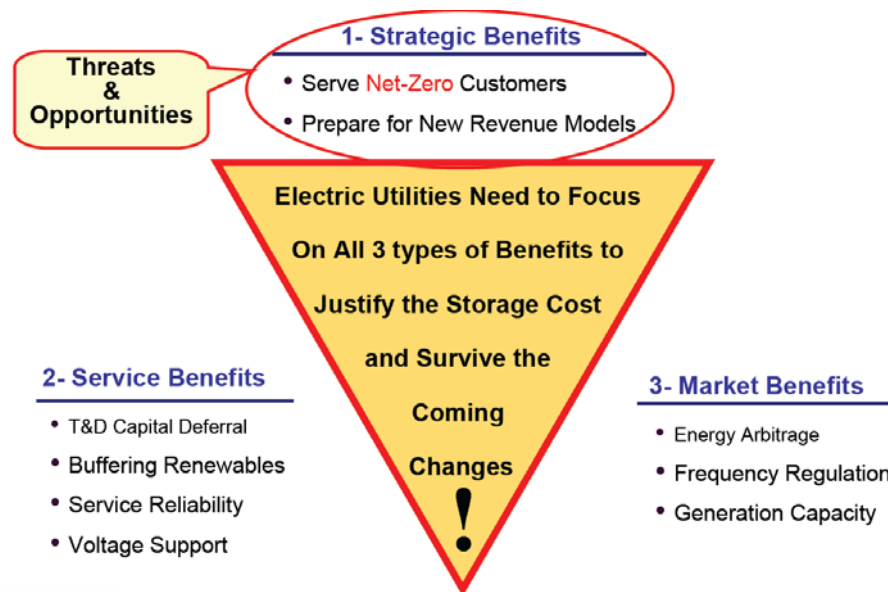 Threats
&
Opportunities
1- Strategic Benefits
• Serve Net-Zero Customers
• Prepare for New Revenue Models
Electric Utilities Need to Focus
On All 3 types of Benefits to
Justify the Storage Cost
and Survive the
Coming
Changes
!
2- Service Benefits
• T&D Capital Deferral
• Buffering Renewables
• Service Reliability
• Voltage Support
3- Market Benefits
• Energy Arbitrage
• Frequency Regulation
• Generation Capacity